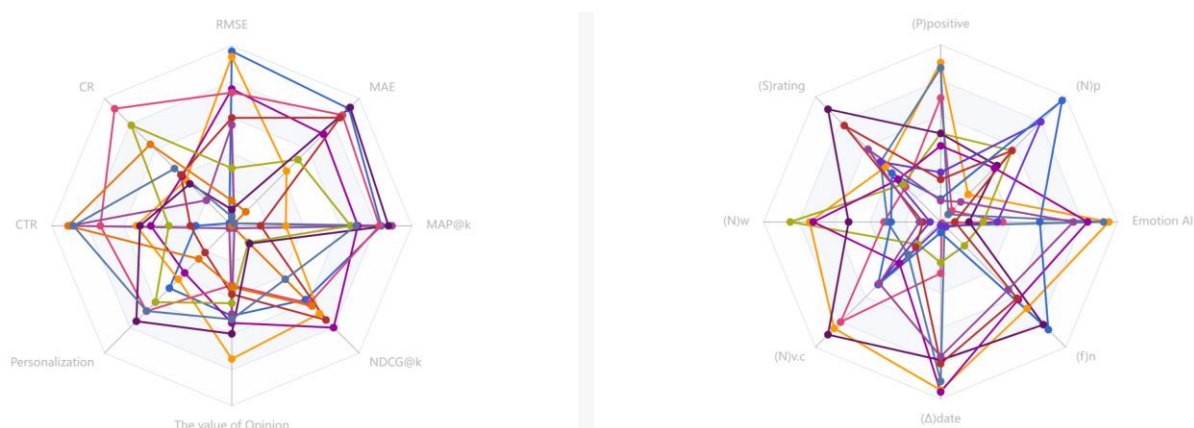 RMSE
CR
MAE
CTR
MAP@k
Personalization
NDCG@k
The value of Opinion
(P)positive
(S)rating
(N)p
(N)w
Emotion AI
(N)v.c
(f)n
(Δ)date